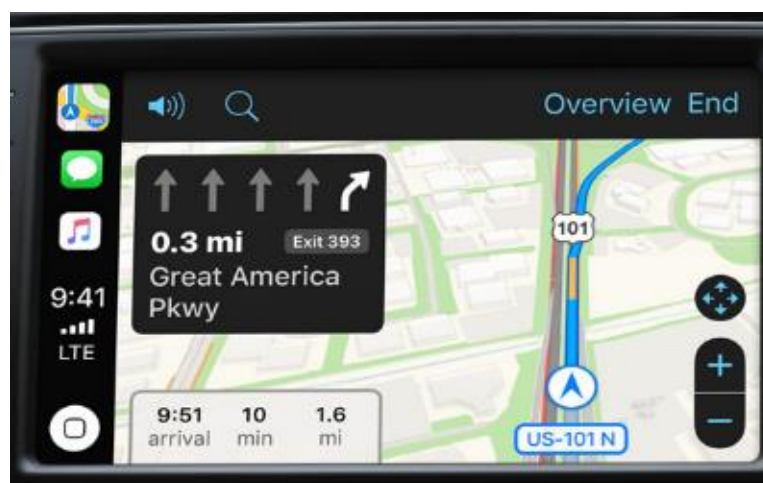 Overview End
0.3 mi Exit 393
Great America
Pkwy
101
9:41
LTE
9:51 10 1.6
arrival min mi
US-101 N